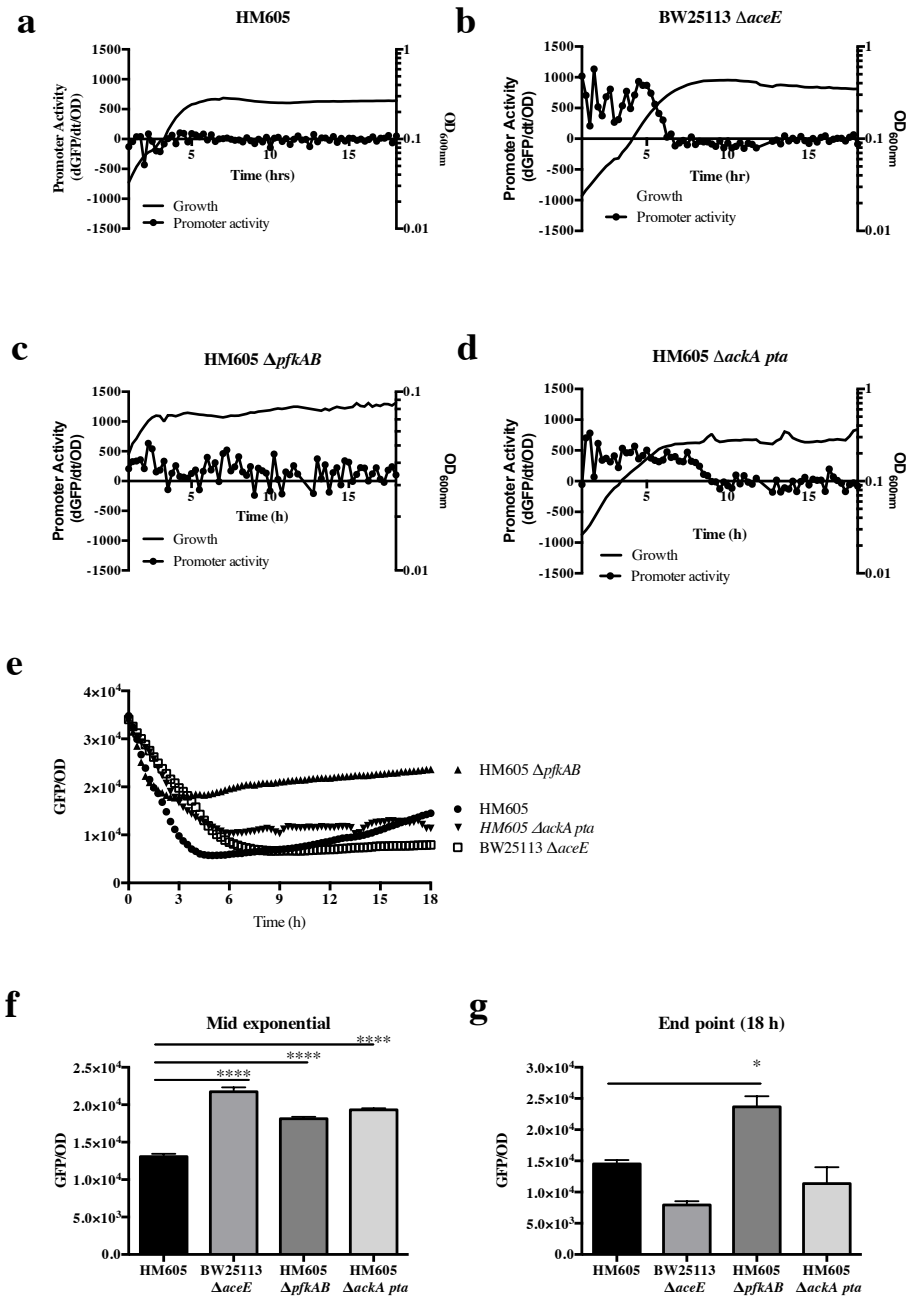 a
HM605
1500
1000
500
0
-500
-1000
-1500
Promoter Activity
(dGFP/dt/OD)
5
10
15
Time (hrs)
Growth
Promoter activity
1
0.1
0.01
OD600nm
b
BW25113 ΔaceE
1500
1000
500
0
-500
-1000
-1500
Promoter Activity
(dGFP/dt/OD)
5
10
15
Time (hr)
Growth
Promoter activity
1
0.1
0.01
OD600nm
c
HM605 ΔpfkAB
1500
1000
500
0
-500
-1000
-1500
Promoter Activity
(dGFP/dt/OD)
5
10
15
Time (h)
Growth
Promoter activity
0.1
0.01
OD600nm
d
HM605 ΔackA pta
1500
1000
500
0
-500
-1000
-1500
Promoter Activity
(dGFP/dt/OD)
5
10
15
Time (h)
Growth
Promoter activity
1
0.1
0.01
OD600nm
e
4×10⁴
3×10⁴
2×10⁴
1×10⁴
0
GFP/OD
0 3 6 9 12 15 18
Time (h)
HM605 ΔpfkAB
HM605
HM605 ΔackA pta
BW25113 ΔaceE
f
Mid exponential
****
****
****
2.5×10⁴
2.0×10⁴
1.5×10⁴
1.0×10⁴
5.0×10³
0.0
GFP/OD
HM605
BW25113
ΔaceE
HM605
ΔpfkAB
HM605
ΔackA pta
g
End point (18 h)
*
3.0×10⁴
2.5×10⁴
2.0×10⁴
1.5×10⁴
1.0×10⁴
5.0×10³
0.0
GFP/OD
HM605
BW25113
ΔaceE
HM605
ΔpfkAB
HM605
ΔackA pta